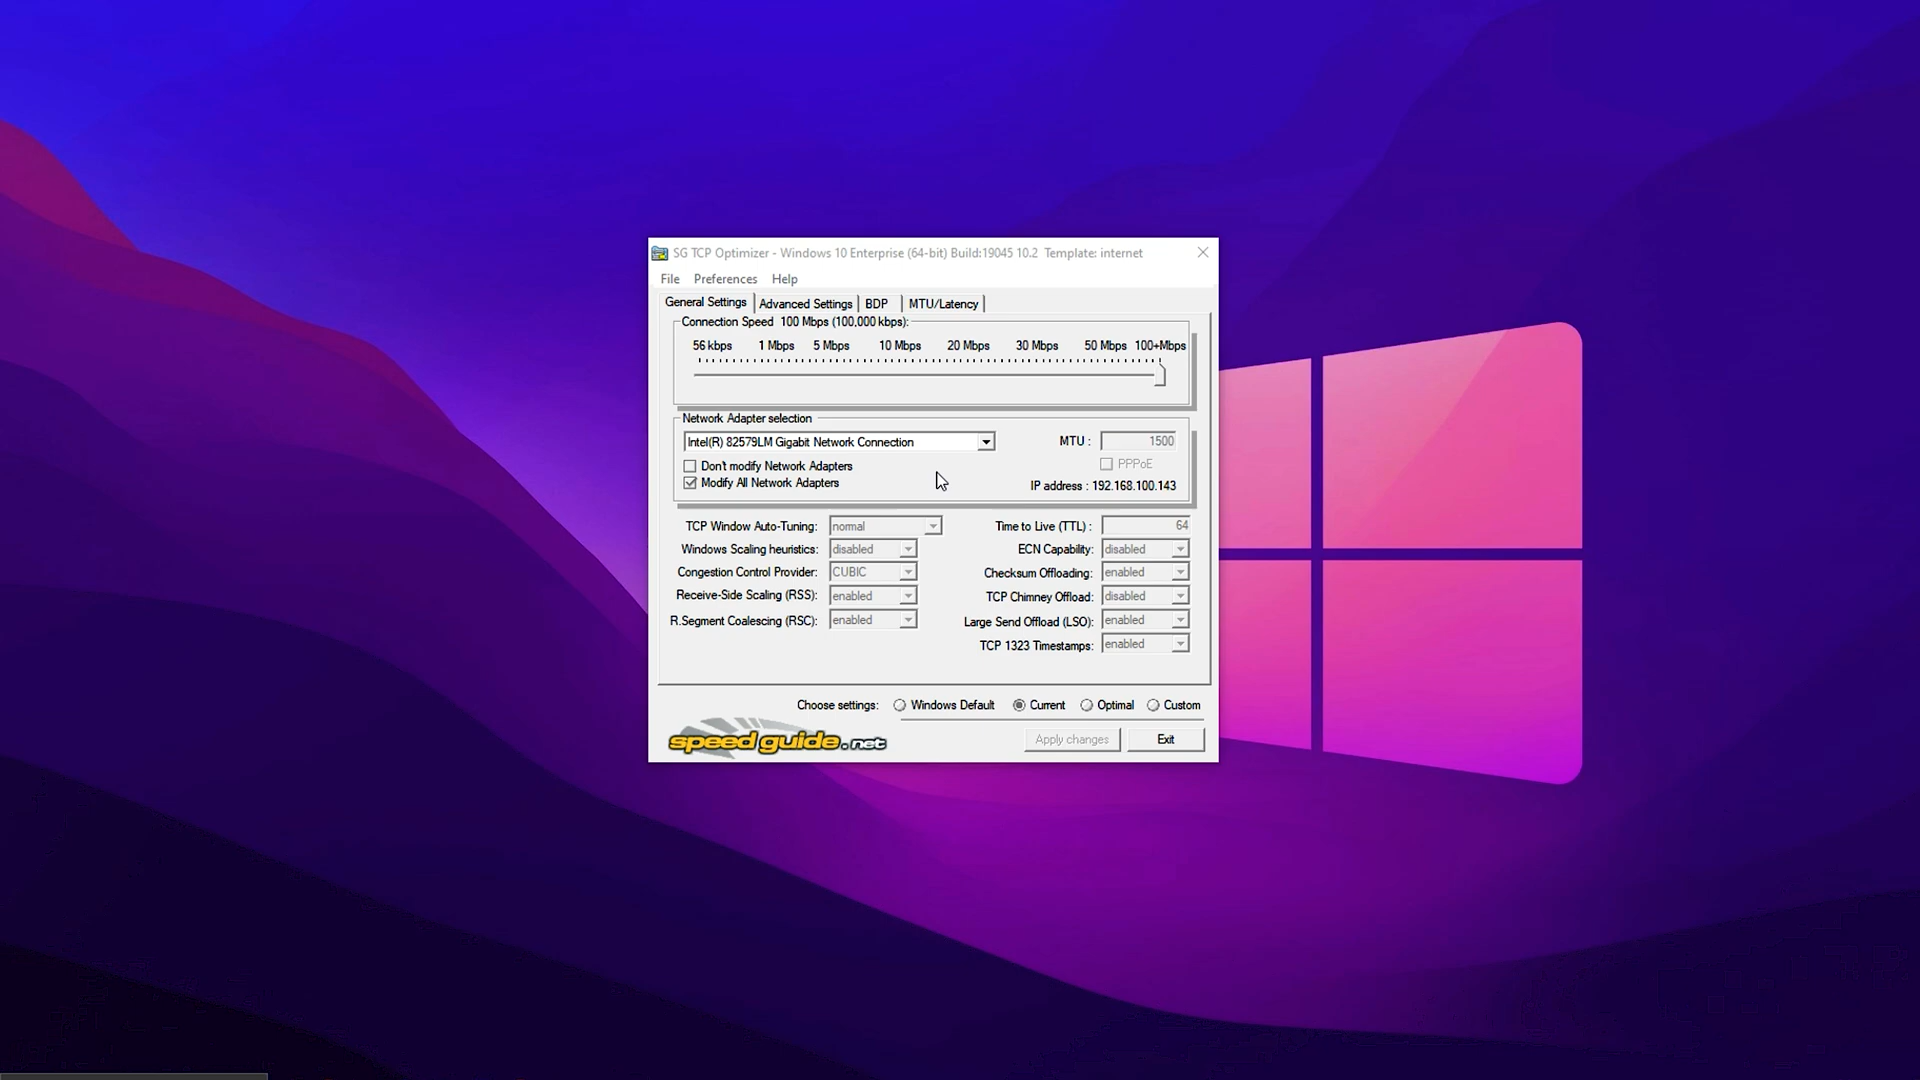 SG TCP Optimizer - Windows 10 Enterprise (64-bit) Build:19045 10.2  Template: internet
File Preferences Help
General Settings Advanced Settings BDP MTU/Latency
Connection Speed 100 Mbps (100,000 kbps):
56 kbps 1 Mbps 5 Mbps 10 Mbps 20 Mbps 30 Mbps 50 Mbps 100+Mbps
Network Adapter selection
Intel(R) 82579LM Gigabit Network Connection MTU : 1500
Don't modify Network Adapters PPPoE
Modify All Network Adapters IP address : 192.168.100.143
TCP Window Auto-Tuning: normal Time to Live (TTL) : 64
Windows Scaling heuristics: disabled ECN Capability: disabled
Congestion Control Provider: CUBIC Checksum Offloading: enabled
Receive-Side Scaling (RSS): enabled TCP Chimney Offload: disabled
R.Segment Coalescing (RSC): enabled Large Send Offload (LSO): enabled
TCP 1323 Timestamps: enabled
Choose settings: Windows Default Current Optimal Custom
speed guide.net Apply changes Exit